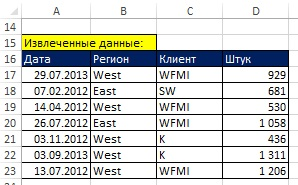 A B C D
14
15 Извлеченные данные:
16 Дата Регион Клиент Штук
17 29.07.2013 West WFMI 929
18 07.02.2012 East SW 681
19 14.04.2012 West WFMI 530
20 26.07.2012 East WFMI 1 058
21 03.11.2012 West K 436
22 03.09.2013 West K 1 311
23 13.07.2012 West WFMI 1 206